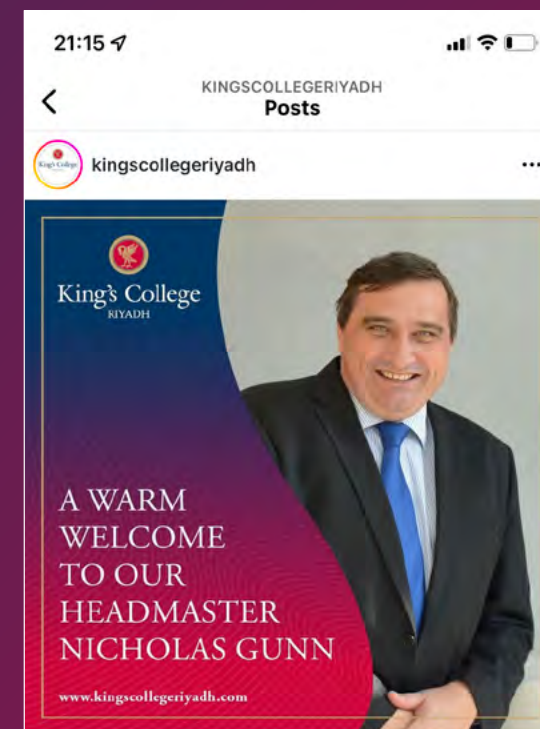 21:15
KINGSCOLLEGERIYADH
Posts
kingscollegeriyadh
King's College
RIYADH
A WARM
WELCOME
TO OUR
HEADMASTER
NICHOLAS GUNN
www.kingscollegeriyadh.com